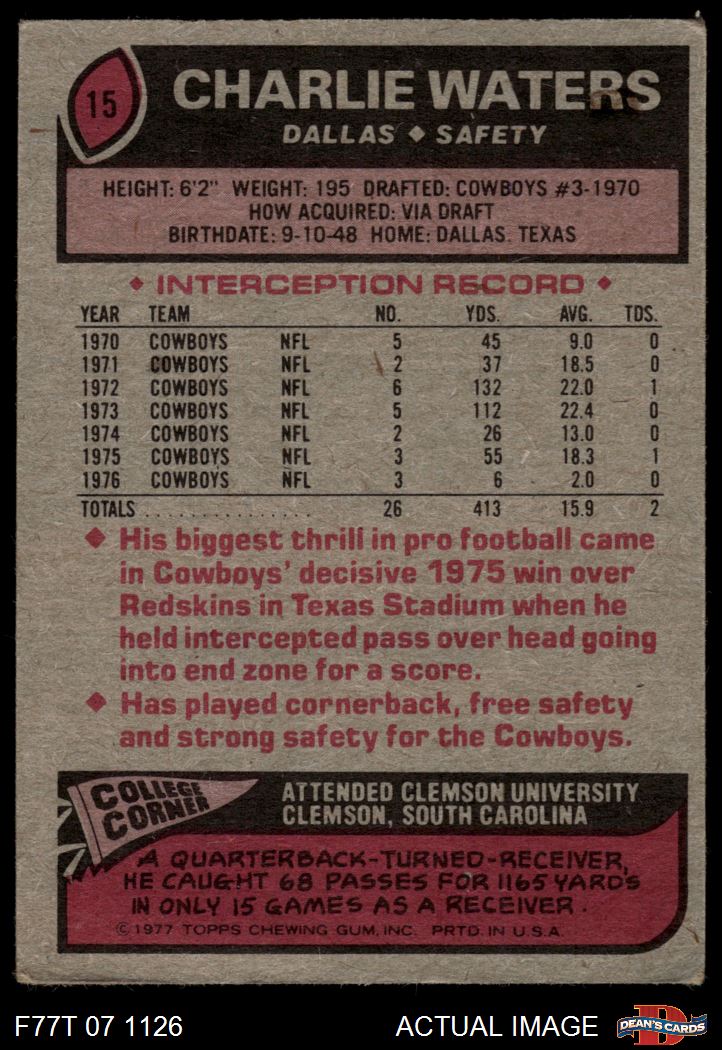 15
CHARLIE WATERS
DALLAS ◆ SAFETY
HEIGHT: 6'2" WEIGHT: 195 DRAFTED: COWBOYS #3-1970
HOW ACQUIRED: VIA DRAFT
BIRTHDATE: 9-10-48 HOME: DALLAS, TEXAS
◆ INTERCEPTION RECORD ◆
YEAR TEAM NO. YDS. AVG. TDS.
1970 COWBOYS NFL 5 45 9.0 0
1971 COWBOYS NFL 2 37 18.5 0
1972 COWBOYS NFL 6 132 22.0 1
1973 COWBOYS NFL 5 112 22.4 0
1974 COWBOYS NFL 2 26 13.0 0
1975 COWBOYS NFL 3 55 18.3 1
1976 COWBOYS NFL 3 6 2.0 0
TOTALS . . . . . . . . . . . . . . . 26 413 15.9 2
◆ His biggest thrill in pro football came
in Cowboys' decisive 1975 win over
Redskins in Texas Stadium when he
held intercepted pass over head going
into end zone for a score.
◆ Has played cornerback, free safety
and strong safety for the Cowboys.
COLLEGE
CORNER
ATTENDED CLEMSON UNIVERSITY
CLEMSON, SOUTH CAROLINA
A QUARTERBACK-TURNED-RECEIVER,
HE CAUGHT 68 PASSES FOR 1165 YARDS
IN ONLY 15 GAMES AS A RECEIVER.
© 1977 TOPPS CHEWING GUM, INC. PRTD. IN U.S.A.
F77T 07 1126 ACTUAL IMAGE
D
DEAN'S CARDS